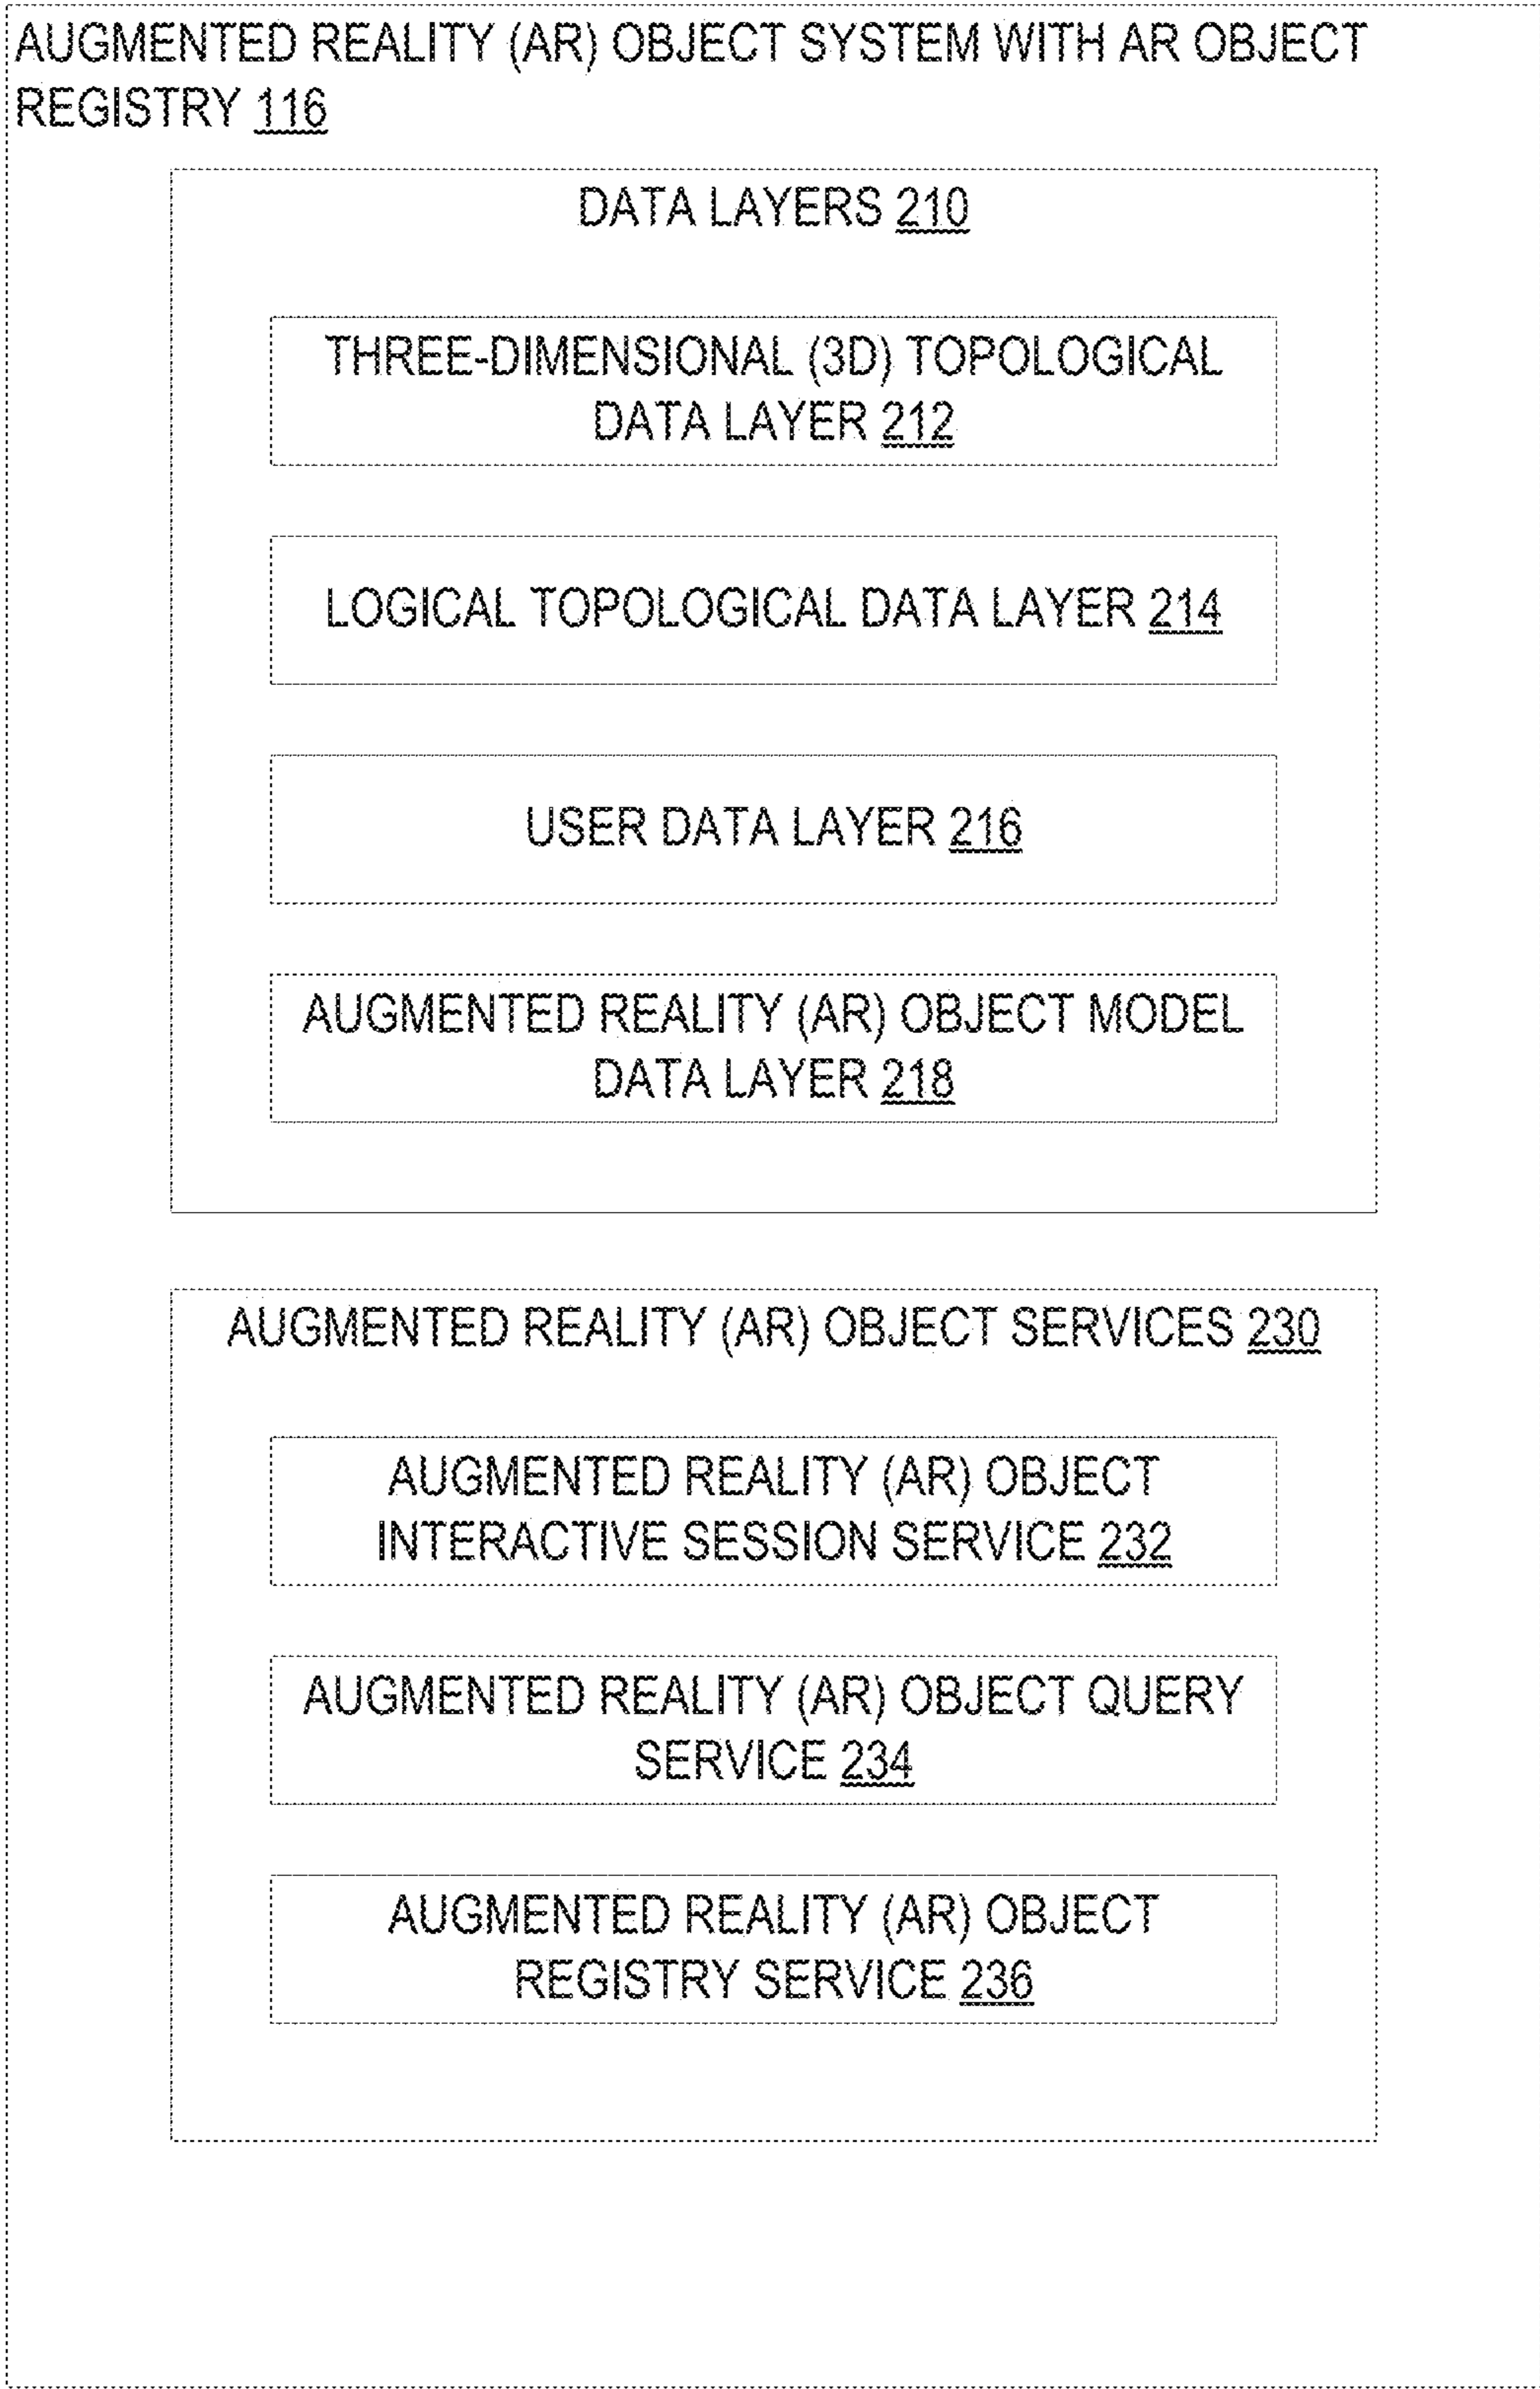 AUGMENTED REALITY (AR) OBJECT SYSTEM WITH AR OBJECT
REGISTRY 116
DATA LAYERS 210
THREE-DIMENSIONAL (3D) TOPOLOGICAL
DATA LAYER 212
LOGICAL TOPOLOGICAL DATA LAYER 214
USER DATA LAYER 216
AUGMENTED REALITY (AR) OBJECT MODEL
DATA LAYER 218
AUGMENTED REALITY (AR) OBJECT SERVICES 230
AUGMENTED REALITY (AR) OBJECT
INTERACTIVE SESSION SERVICE 232
AUGMENTED REALITY (AR) OBJECT QUERY
SERVICE 234
AUGMENTED REALITY (AR) OBJECT
REGISTRY SERVICE 236